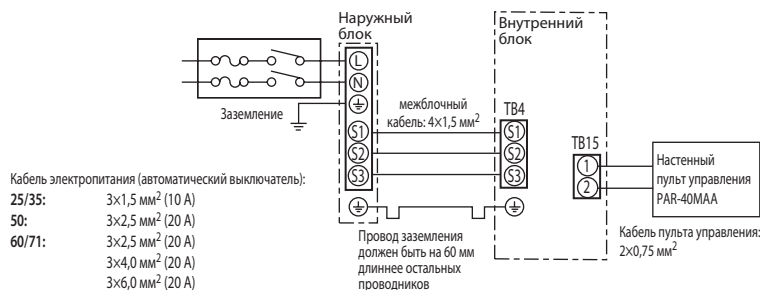 Наружный
блок
Внутренний
блок
L
N
Заземление
межблочный
кабель: 4×1,5 мм²
TB4
S1
S2
S3
S1
S2
S3
TB15
1
2
Настенный
пульт управления
PAR-40MAA
Кабель электропитания (автоматический выключатель):
25/35: 3×1,5 мм² (10 А)
50: 3×2,5 мм² (20 А)
60/71: 3×2,5 мм² (20 А)
3×4,0 мм² (20 А)
3×6,0 мм² (20 А)
Провод заземления
должен быть на 60 мм
длиннее остальных
проводников
Кабель пульта управления:
2×0,75 мм²